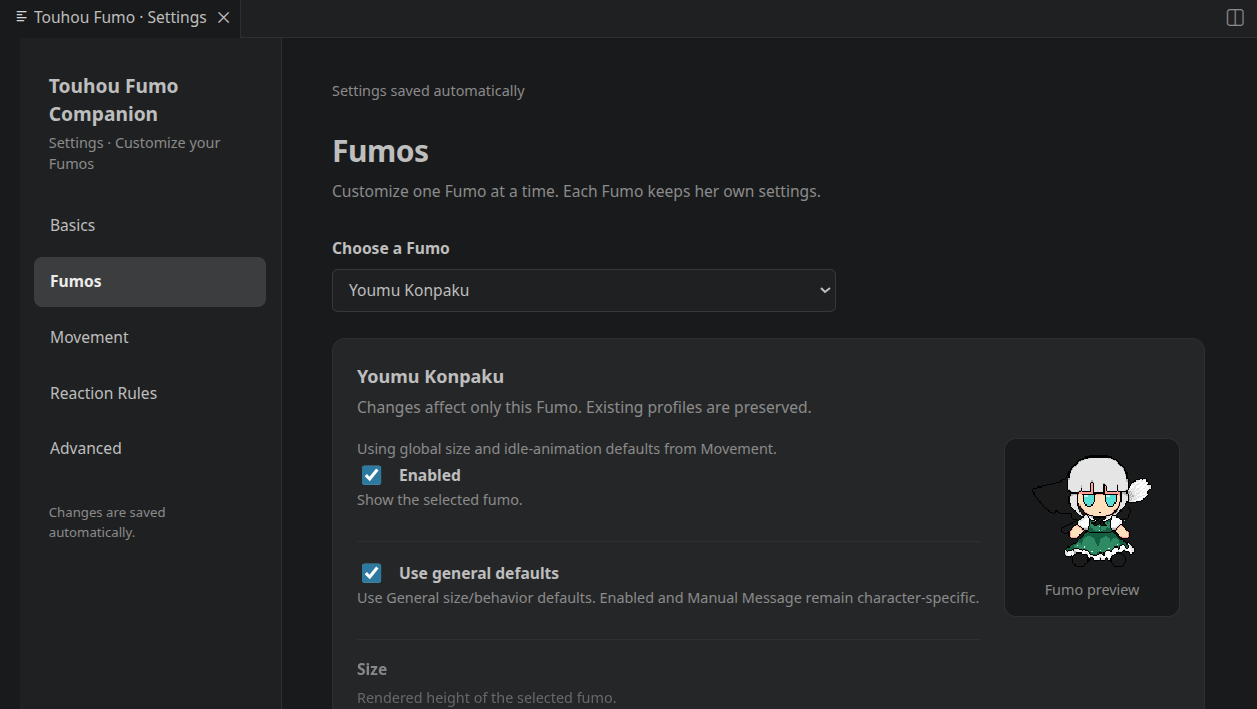 Touhou Fumo · Settings
Touhou Fumo
Companion
Settings · Customize your
Fumos
Basics
Fumos
Movement
Reaction Rules
Advanced
Changes are saved
automatically.
Settings saved automatically
Fumos
Customize one Fumo at a time. Each Fumo keeps her own settings.
Choose a Fumo
Youmu Konpaku
Youmu Konpaku
Changes affect only this Fumo. Existing profiles are preserved.
Using global size and idle-animation defaults from Movement.
Enabled
Show the selected fumo.
Use general defaults
Use General size/behavior defaults. Enabled and Manual Message remain character-specific.
Fumo preview
Size
Rendered height of the selected fumo.